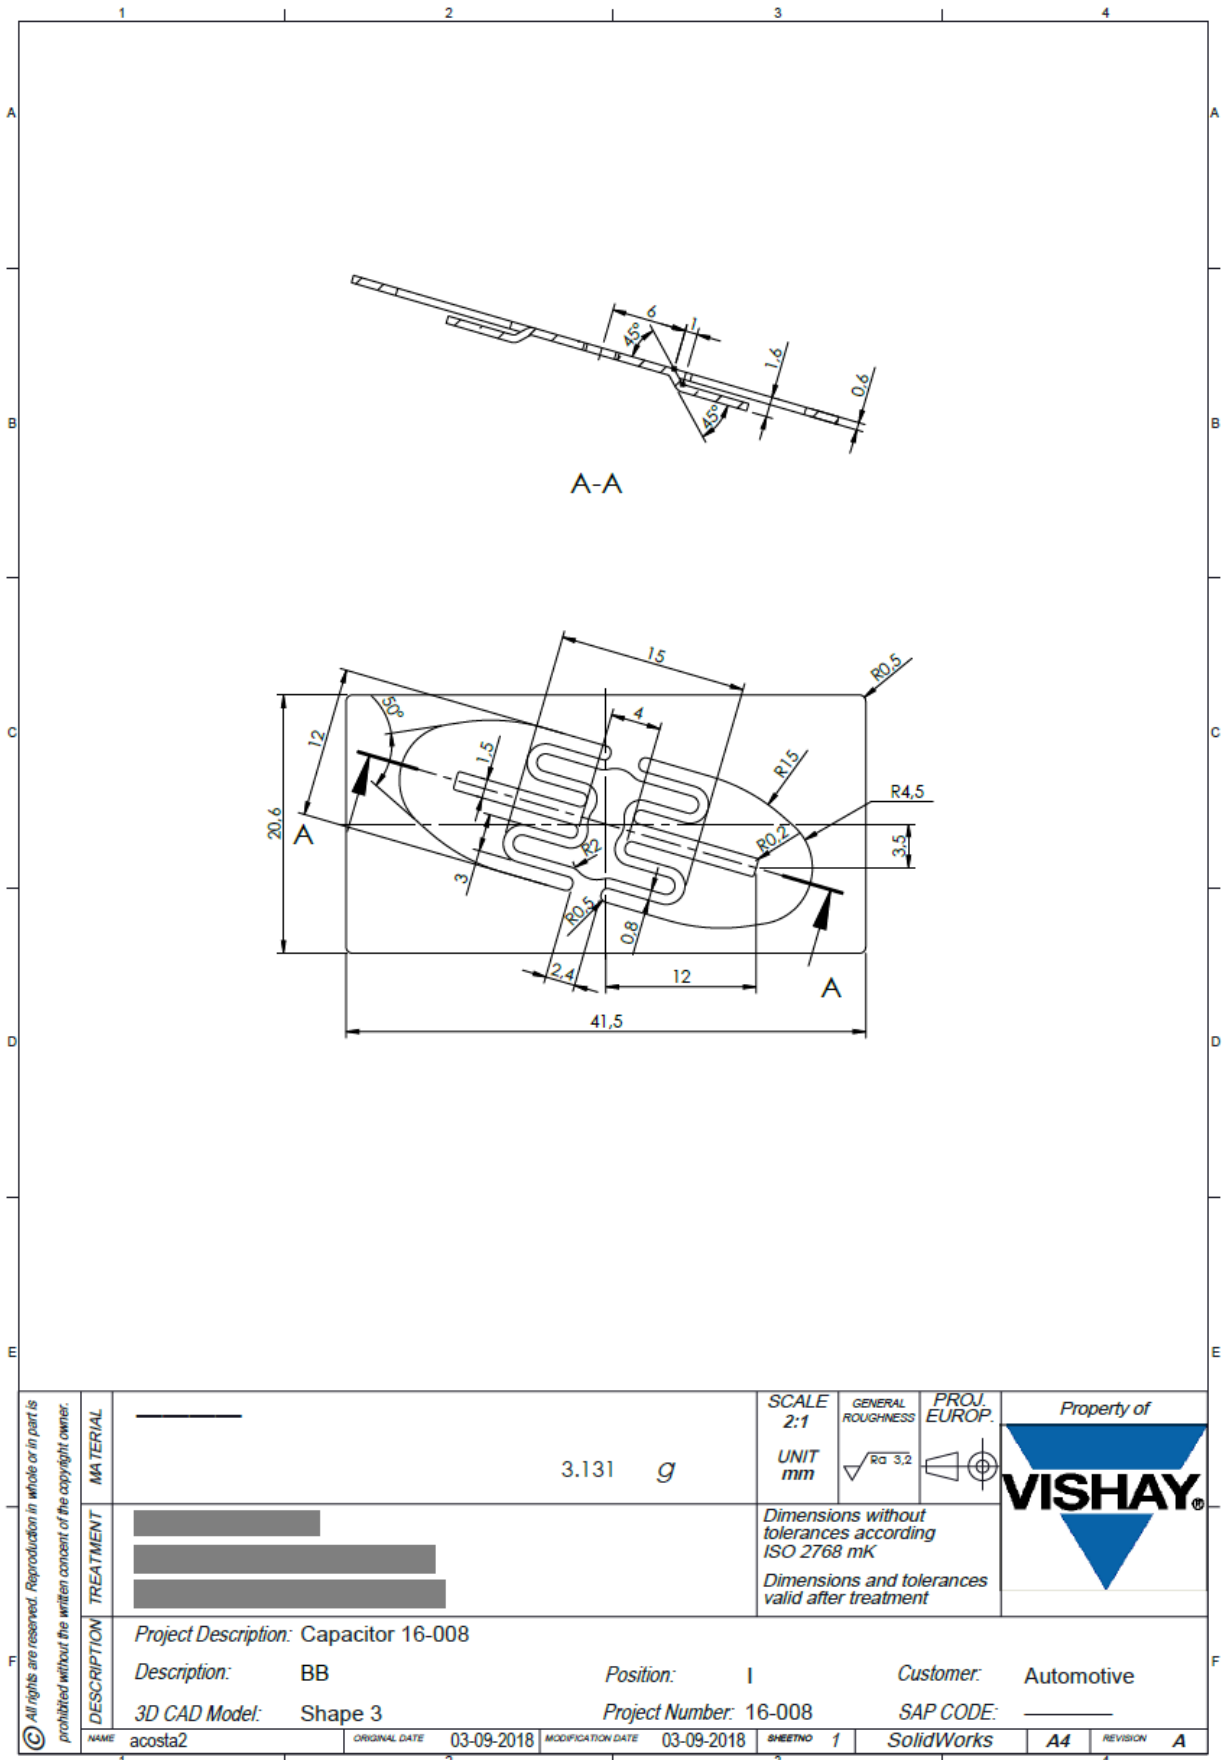 1 2 3 4
A A
6 1
45°
1,6
0,6
45°
B B
A-A
15
R0,5
50°
12
4
1,5
C C
R15
R4,5
20,6
A
R0,2
3,5
R2
3
R0,5
0,8
2,4
12
A
41,5
D D
E E
© All rights are reserved. Reproduction in whole or in part is
prohibited without the written concent of the copyright owner.
MATERIAL
3.131 g
SCALE
2:1
UNIT
mm
GENERAL
ROUGHNESS
Ra 3,2
PROJ.
EUROP.
Property of
VISHAY®
TREATMENT
Dimensions without
tolerances according
ISO 2768 mK
Dimensions and tolerances
valid after treatment
DESCRIPTION
Project Description: Capacitor 16-008
Description: BB Position: I Customer: Automotive
3D CAD Model: Shape 3 Project Number: 16-008 SAP CODE:
F F
NAME acosta2 ORIGINAL DATE 03-09-2018 MODIFICATION DATE 03-09-2018 SHEETNO 1 SolidWorks A4 REVISION A